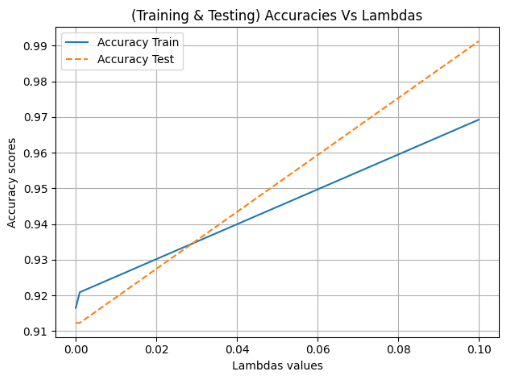 (Training & Testing) Accuracies Vs Lambdas
Accuracy Train
Accuracy Test
0.99
0.98
0.97
0.96
0.95
0.94
0.93
0.92
0.91
Accuracy scores
0.00 0.02 0.04 0.06 0.08 0.10
Lambdas values